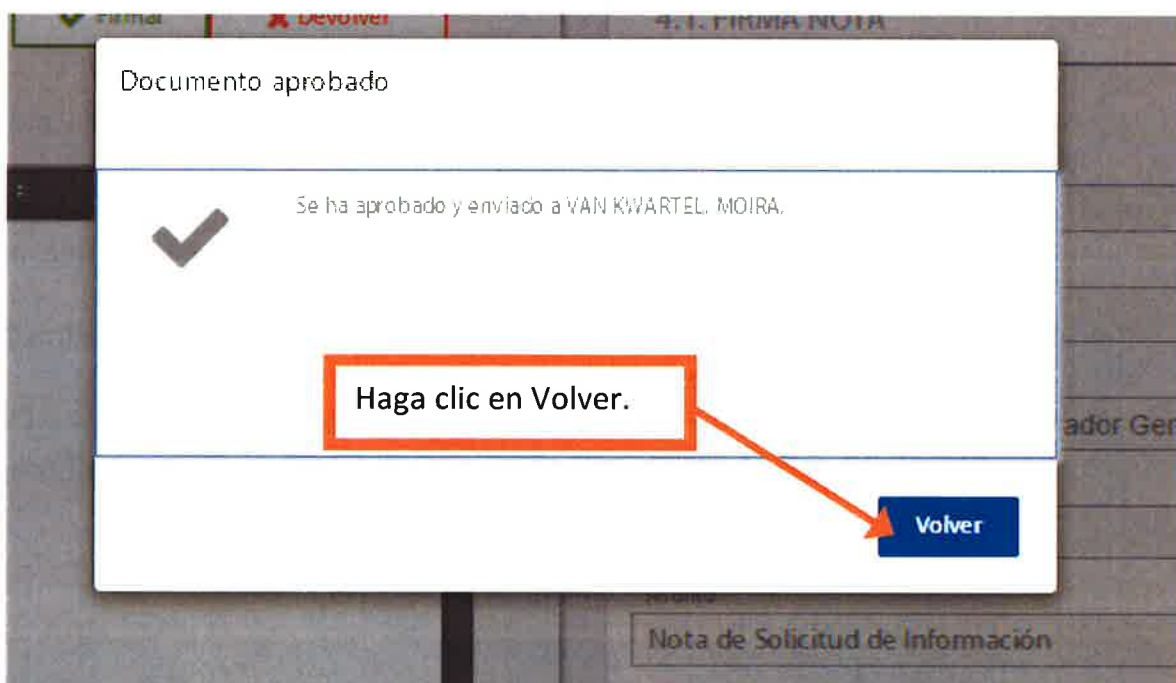 Firmar
Devolver
4.1. FIRMA NOTA
Documento aprobado
Se ha aprobado y enviado a VAN KWARTEL, MOIRA.
Haga clic en Volver.
ador Ger
Volver
Nota de Solicitud de Información